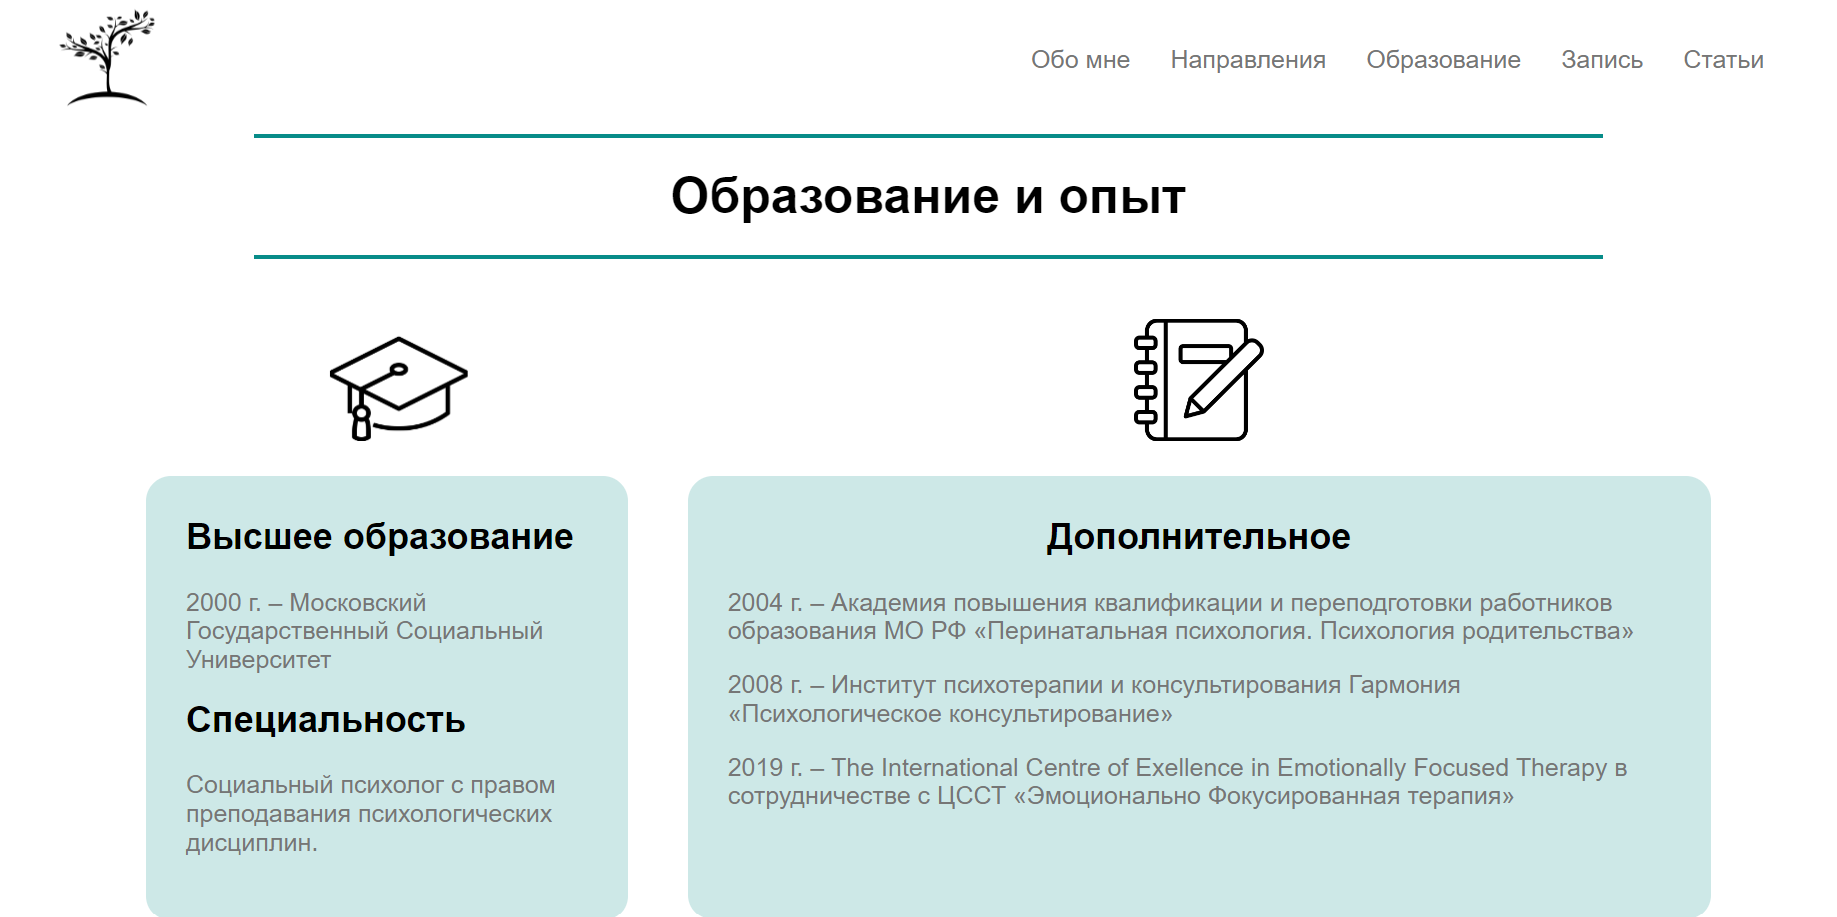 Обо мне Направления Образование Запись Статьи
Образование и опыт
Высшее образование
2000 г. – Московский
Государственный Социальный
Университет
Специальность
Социальный психолог с правом
преподавания психологических
дисциплин.
Дополнительное
2004 г. – Академия повышения квалификации и переподготовки работников
образования МО РФ «Перинатальная психология. Психология родительства»
2008 г. – Институт психотерапии и консультирования Гармония
«Психологическое консультирование»
2019 г. – The International Centre of Exellence in Emotionally Focused Therapy в
сотрудничестве с ЦССТ «Эмоционально Фокусированная терапия»